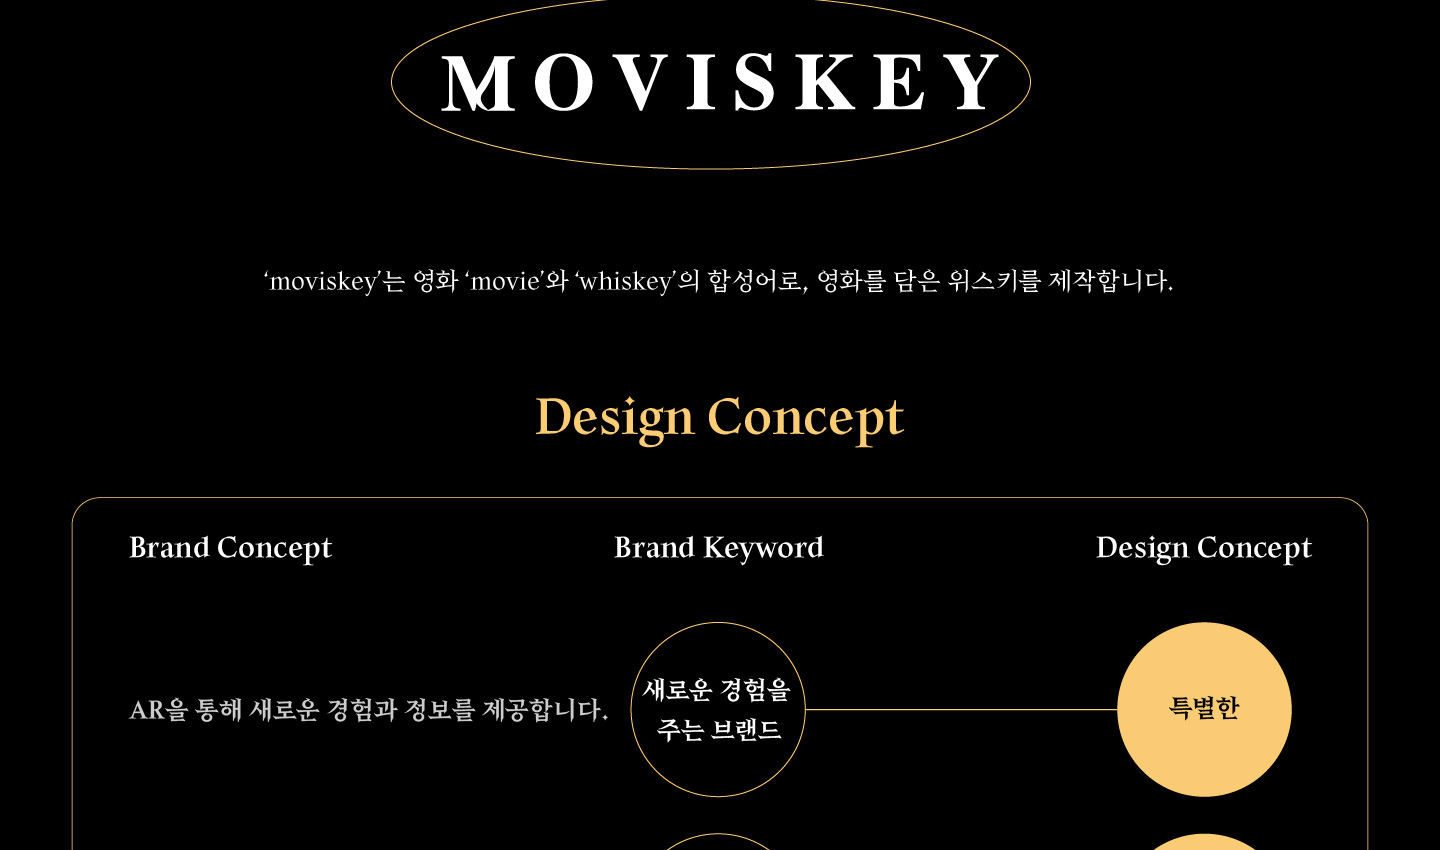 MOVISKEY
‘moviskey’는 영화 ‘movie’와 ‘whiskey’의 합성어로, 영화를 담은 위스키를 제작합니다.
Design Concept
Brand Concept
Brand Keyword
Design Concept
AR을 통해 새로운 경험과 정보를 제공합니다.
새로운 경험을
주는 브랜드
특별한